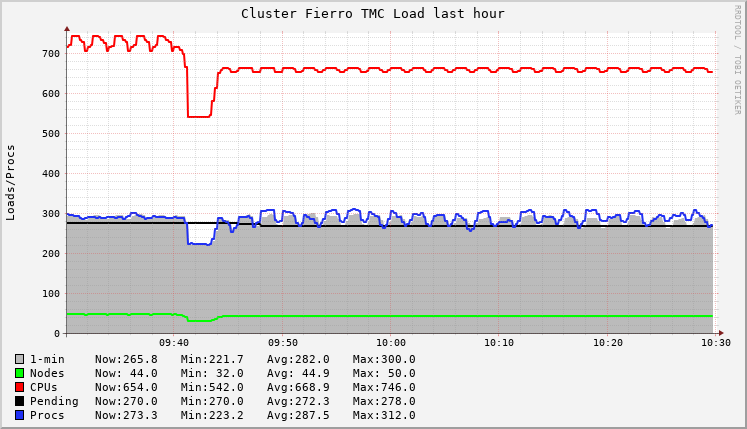 Cluster Fierro TMC Load last hour
RRDTOOL / TOBI OETIKER
Loads/Procs
700
600
500
400
300
200
100
0
09:40 09:50 10:00 10:10 10:20 10:30
1-min Now:265.8 Min:221.7 Avg:282.0 Max:300.0
Nodes Now: 44.0 Min: 32.0 Avg: 44.9 Max: 50.0
CPUs Now:654.0 Min:542.0 Avg:668.9 Max:746.0
Pending Now:270.0 Min:270.0 Avg:272.3 Max:278.0
Procs Now:273.3 Min:223.2 Avg:287.5 Max:312.0